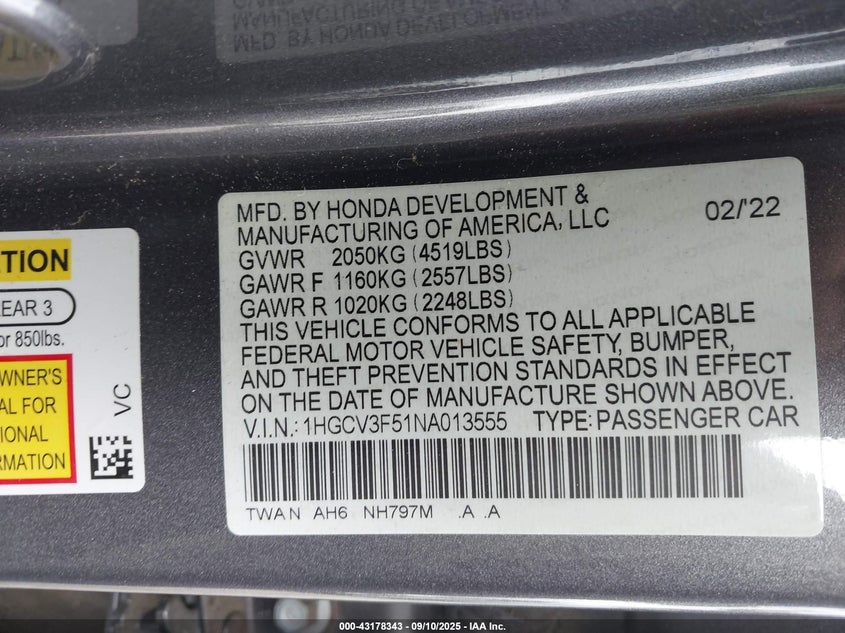 MFD. BY HONDA DEVELOPMENT &
MANUFACTURING OF AMERICA, LLC
02/'22
GVWR 2050KG (4519LBS)
GAWR F 1160KG (2557LBS)
GAWR R 1020KG (2248LBS)
THIS VEHICLE CONFORMS TO ALL APPLICABLE
FEDERAL MOTOR VEHICLE SAFETY, BUMPER,
AND THEFT PREVENTION STANDARDS IN EFFECT
ON THE DATE OF MANUFACTURE SHOWN ABOVE.
V.I.N.: 1HGCV3F51NA013555 TYPE: PASSENGER CAR
TWAN AH6 NH797M .A .A
TION
EAR 3
or 850lbs.
WNER'S
AL FOR
IONAL
RMATION
VC
MANUFACTURING OF
MFD. BY HONDA DEVELOPMENT &
000-43178343 - 09/10/2025 - IAA Inc.